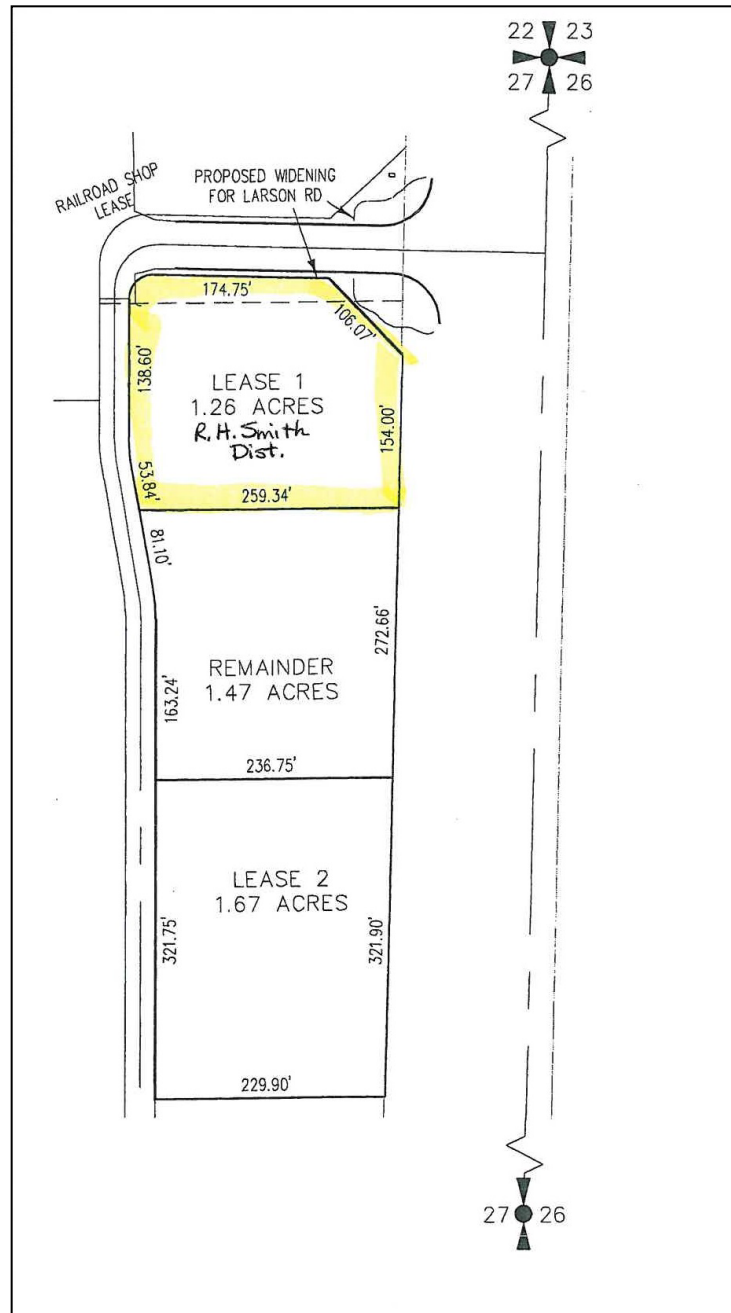 22 23
27 26
RAILROAD SHOP
LEASE
PROPOSED WIDENING
FOR LARSON RD
174.75'
106.07'
138.60'
LEASE 1
1.26 ACRES
R.H. Smith
Dist.
154.00'
53.84'
259.34'
81.10'
272.66'
REMAINDER
1.47 ACRES
163.24'
236.75'
LEASE 2
1.67 ACRES
321.75'
321.90'
229.90'
27 26